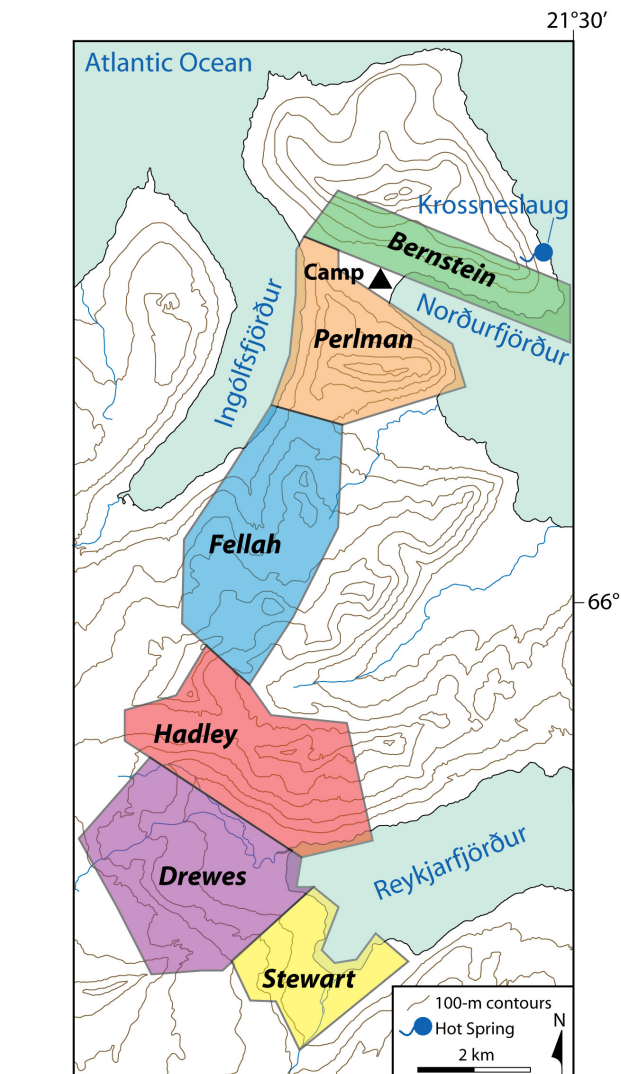 21°30′
Atlantic Ocean
Krossneslaug
Bernstein
Camp
Norðurfjörður
Ingólfsfjörður
Perlman
Fellah
66°
Hadley
Reykjarfjörður
Drewes
Stewart
100-m contours
Hot Spring
N
2 km